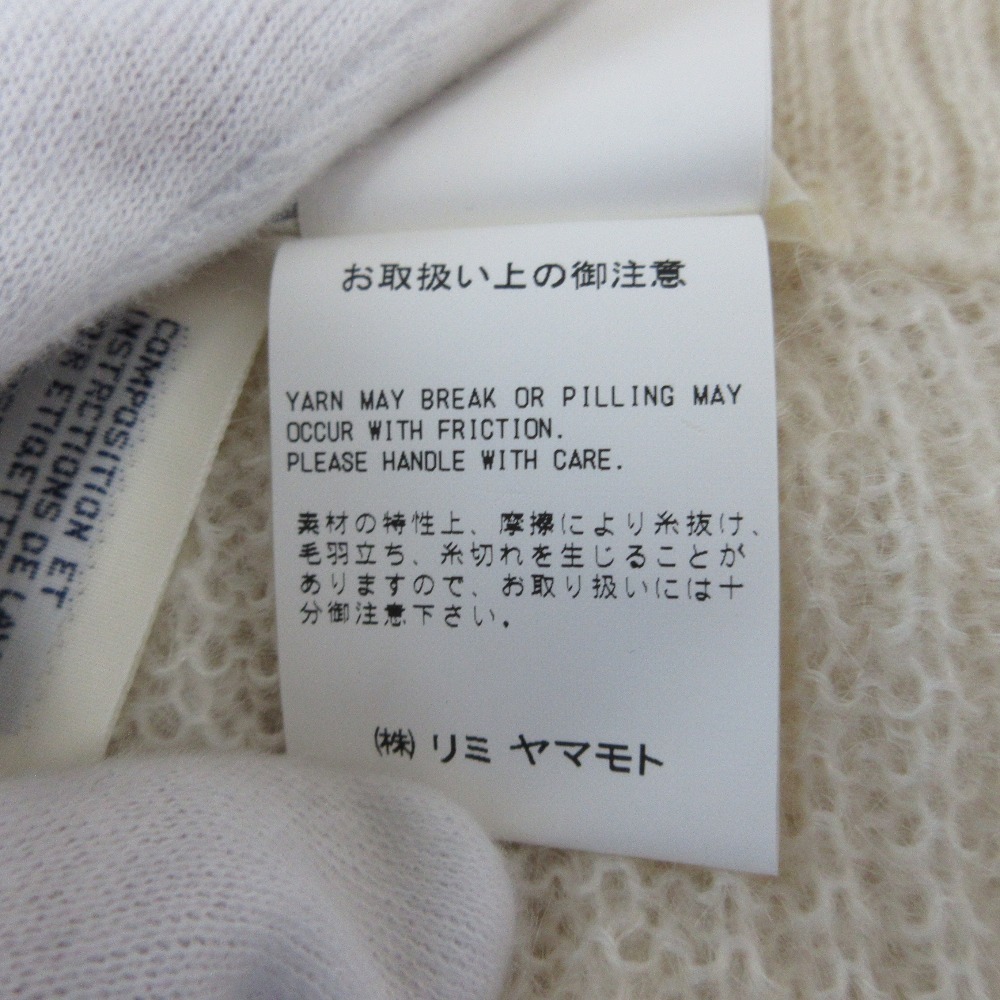 お取扱い上の御注意
YARN MAY BREAK OR PILLING MAY
OCCUR WITH FRICTION.
PLEASE HANDLE WITH CARE.
素材の特性上、摩擦により糸抜け、
毛羽立ち、糸切れを生じることが
ありますので、お取り扱いには十
分御注意下さい。
㈱ リミ ヤマモト
COMPOSITION ET
INSTRCTIONS DE